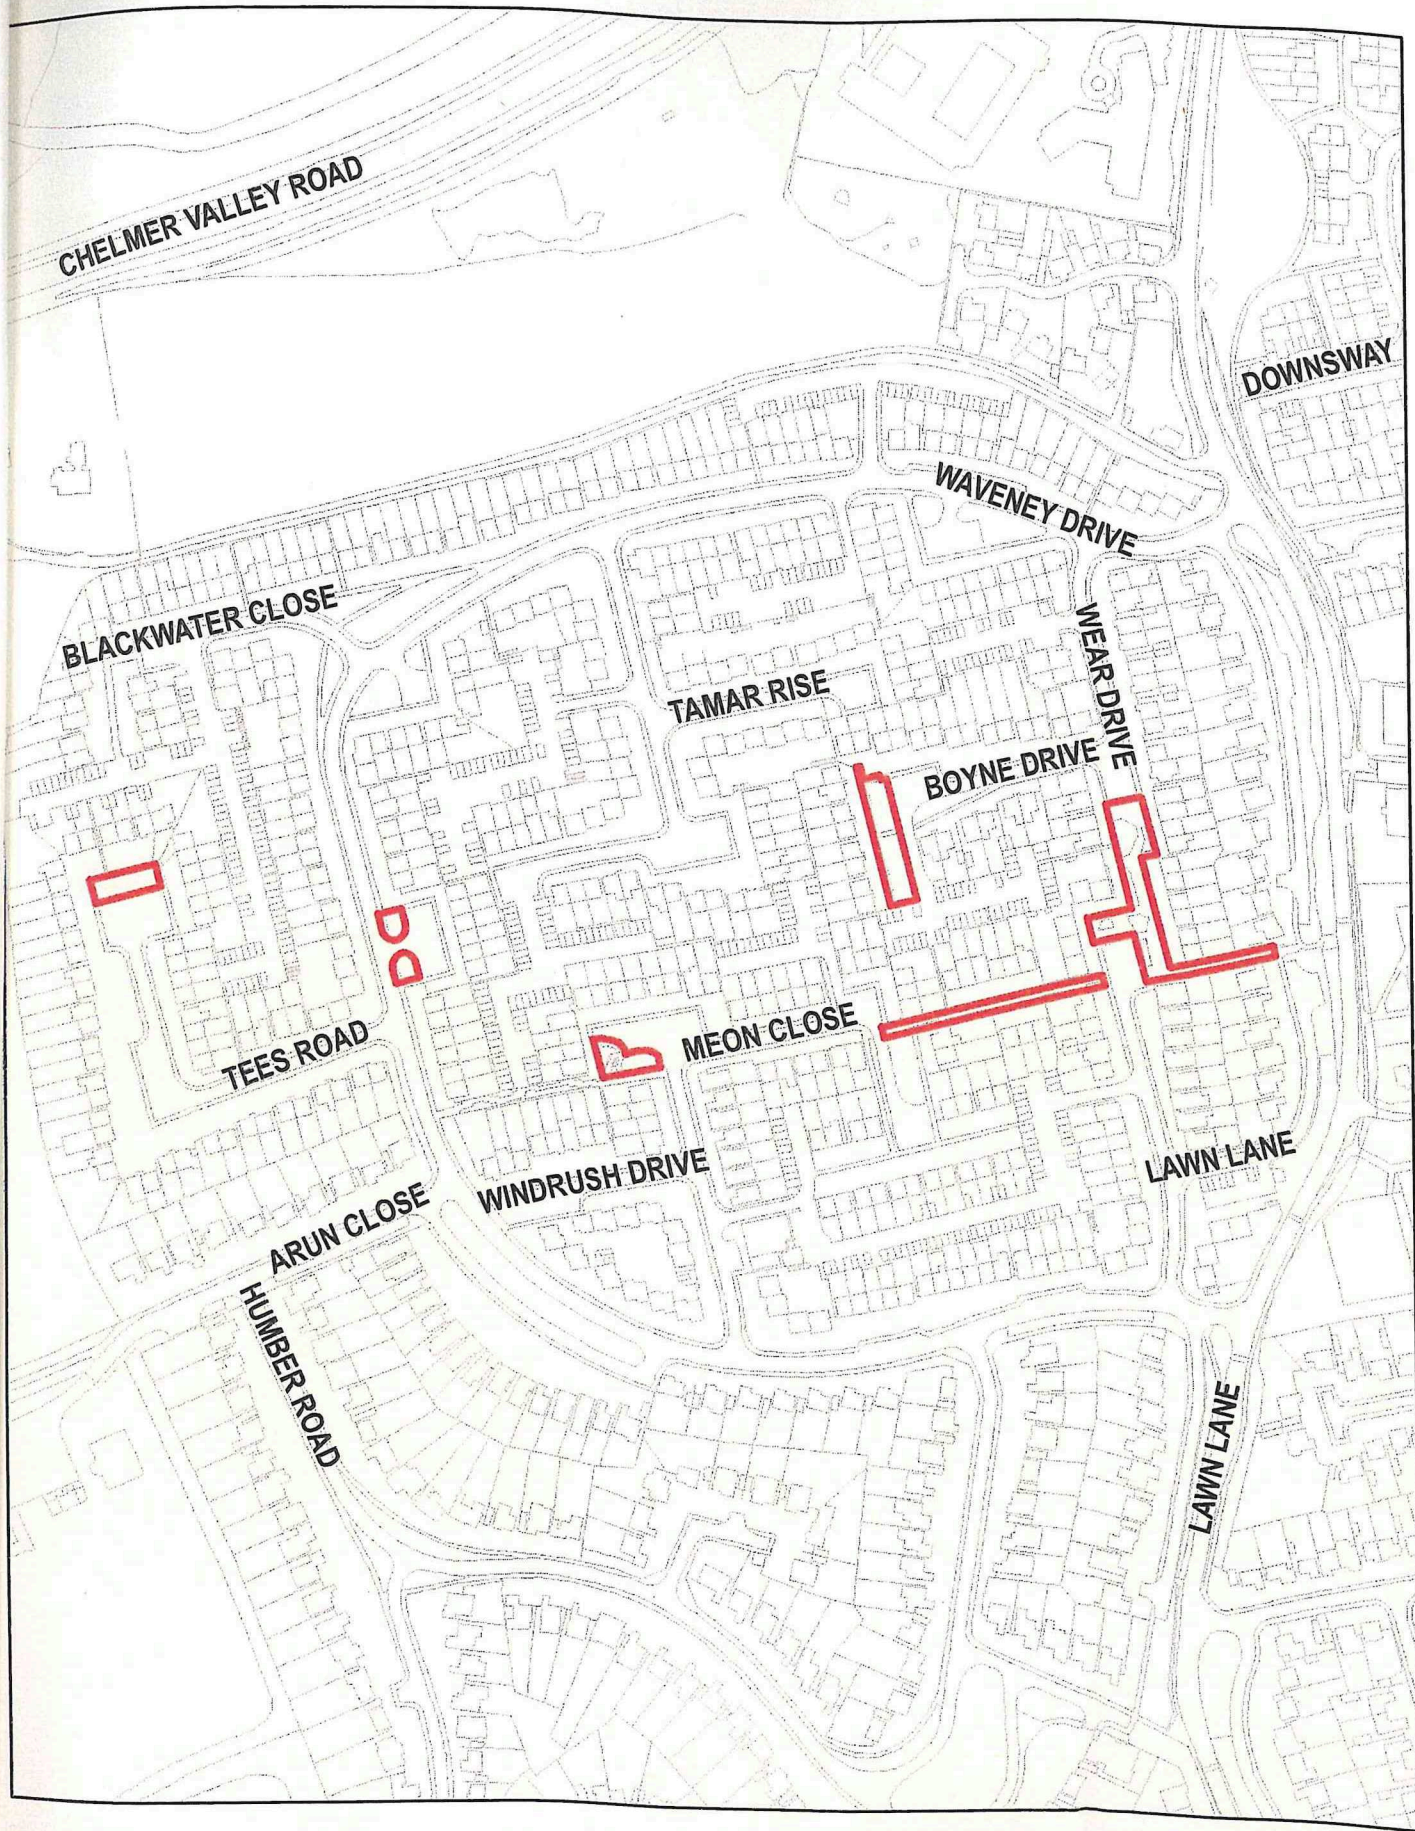 CHELMER VALLEY ROAD
DOWNSWAY
WAVENEY DRIVE
BLACKWATER CLOSE
WEAR DRIVE
TAMAR RISE
BOYNE DRIVE
MEON CLOSE
TEES ROAD
WINDRUSH DRIVE
LAWN LANE
ARUN CLOSE
HUMBER ROAD
LAWN LANE